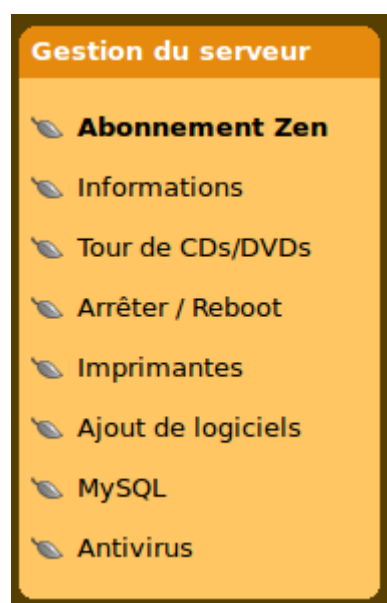 Gestion du serveur
Abonnement Zen
Informations
Tour de CDs/DVDs
Arrêter / Reboot
Imprimantes
Ajout de logiciels
MySQL
Antivirus